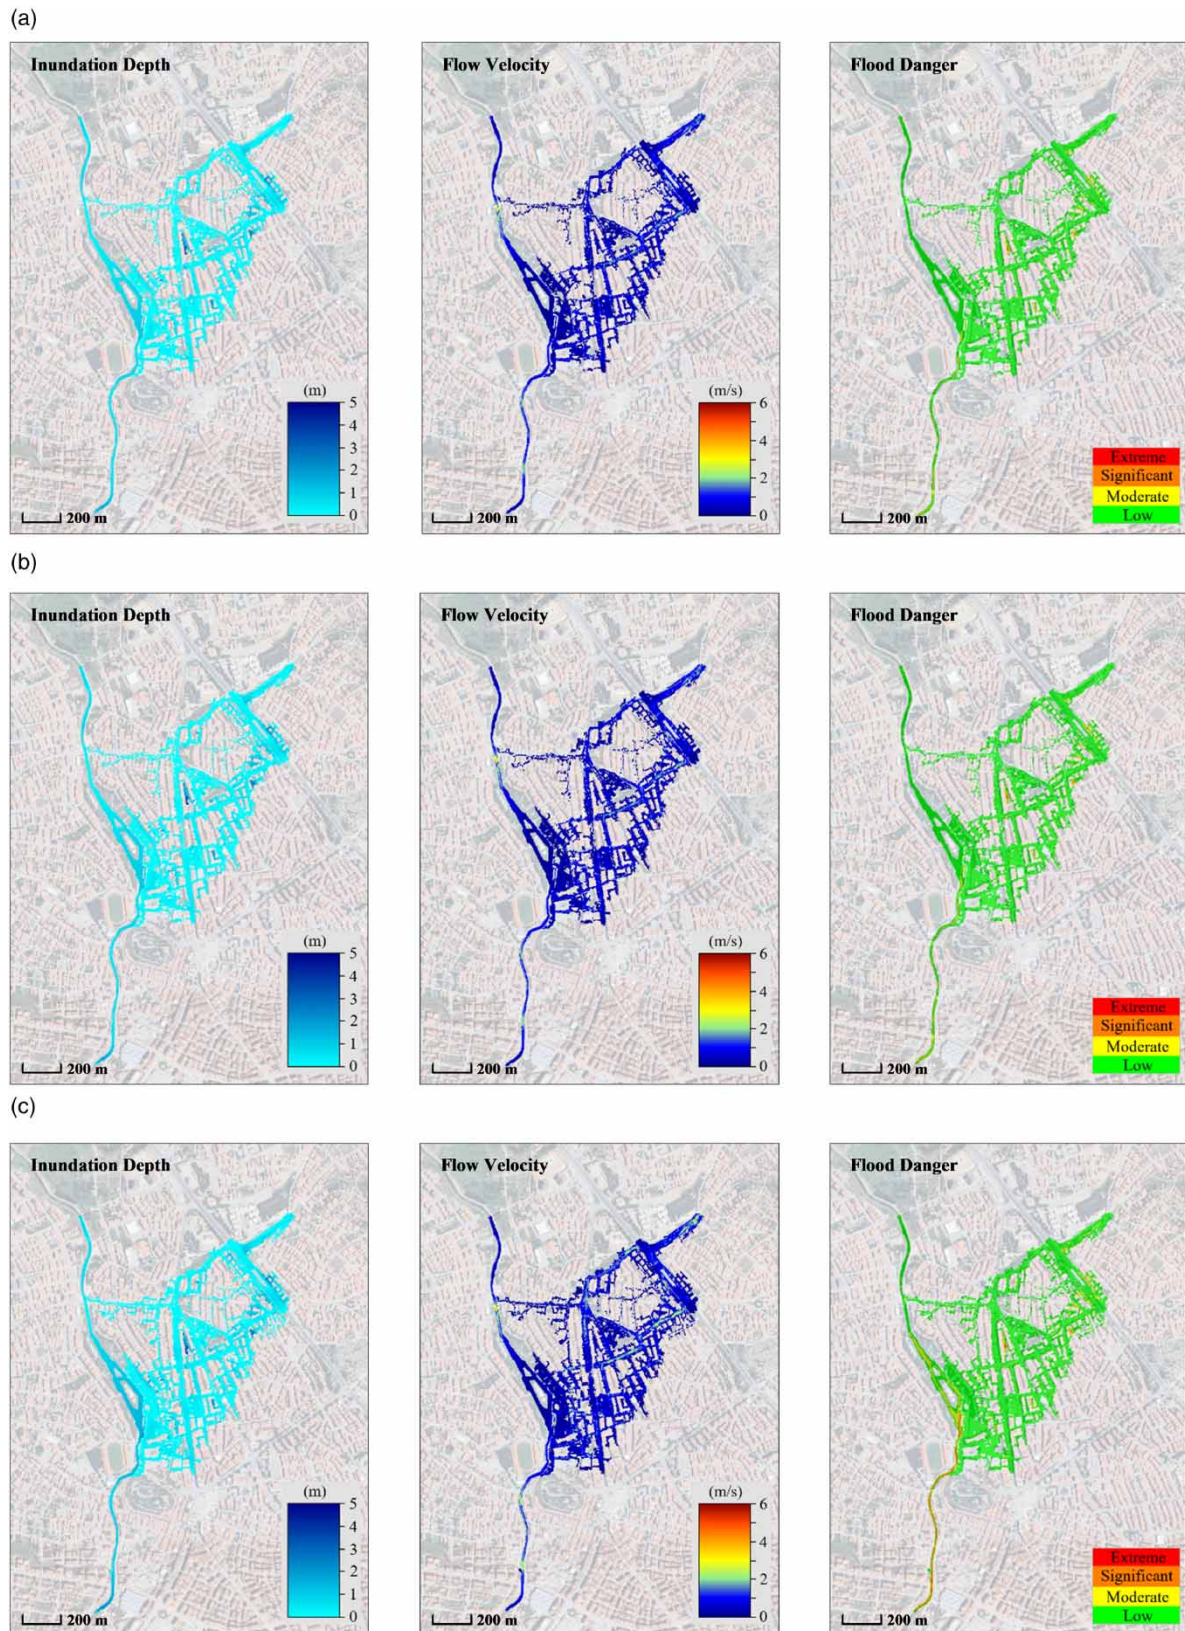 (a)
Inundation Depth
Flow Velocity
Flood Danger
(m)
5
4
3
2
1
0
(m/s)
6
4
2
0
Extreme
Significant
Moderate
Low
200 m
200 m
200 m
(b)
Inundation Depth
Flow Velocity
Flood Danger
(m)
5
4
3
2
1
0
(m/s)
6
4
2
0
Extreme
Significant
Moderate
Low
200 m
200 m
200 m
(c)
Inundation Depth
Flow Velocity
Flood Danger
(m)
5
4
3
2
1
0
(m/s)
6
4
2
0
Extreme
Significant
Moderate
Low
200 m
200 m
200 m